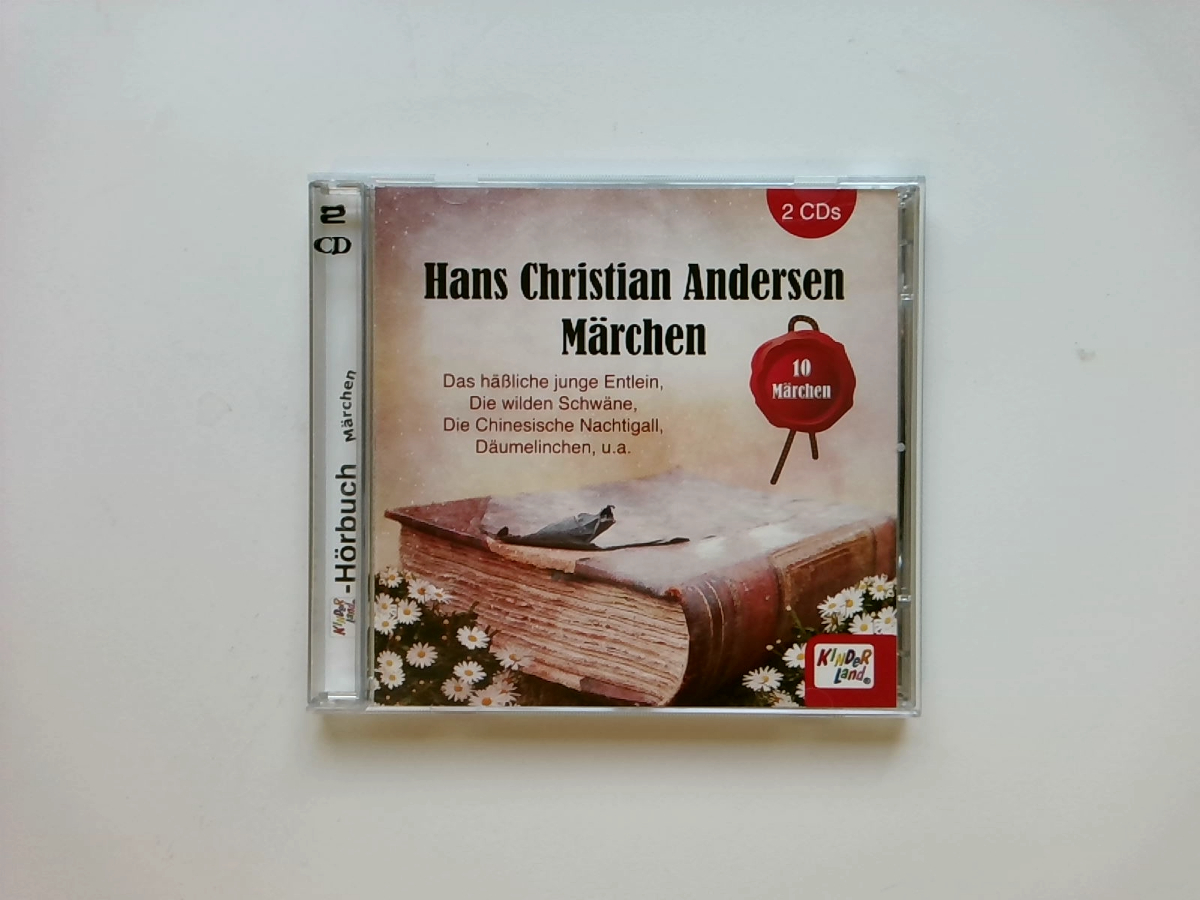 2
CD
KINDER
Land
-Hörbuch Märchen
2 CDs
Hans Christian Andersen
Märchen
Das häßliche junge Entlein,
Die wilden Schwäne,
Die Chinesische Nachtigall,
Däumelinchen, u.a.
10
Märchen
KINDER
Land®